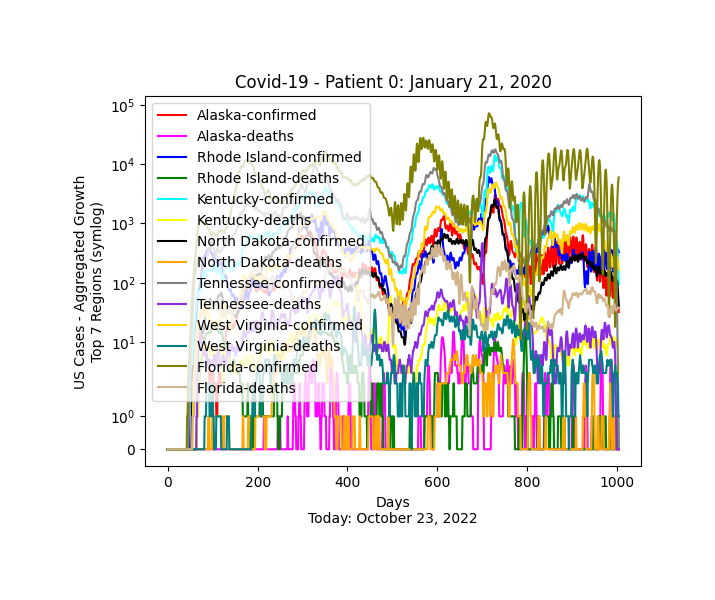 Covid-19 - Patient 0: January 21, 2020
US Cases - Aggregated Growth
Top 7 Regions (symlog)
10^5
10^4
10^3
10^2
10^1
10^0
0
Alaska-confirmed
Alaska-deaths
Rhode Island-confirmed
Rhode Island-deaths
Kentucky-confirmed
Kentucky-deaths
North Dakota-confirmed
North Dakota-deaths
Tennessee-confirmed
Tennessee-deaths
West Virginia-confirmed
West Virginia-deaths
Florida-confirmed
Florida-deaths
0 200 400 600 800 1000
Days
Today: October 23, 2022